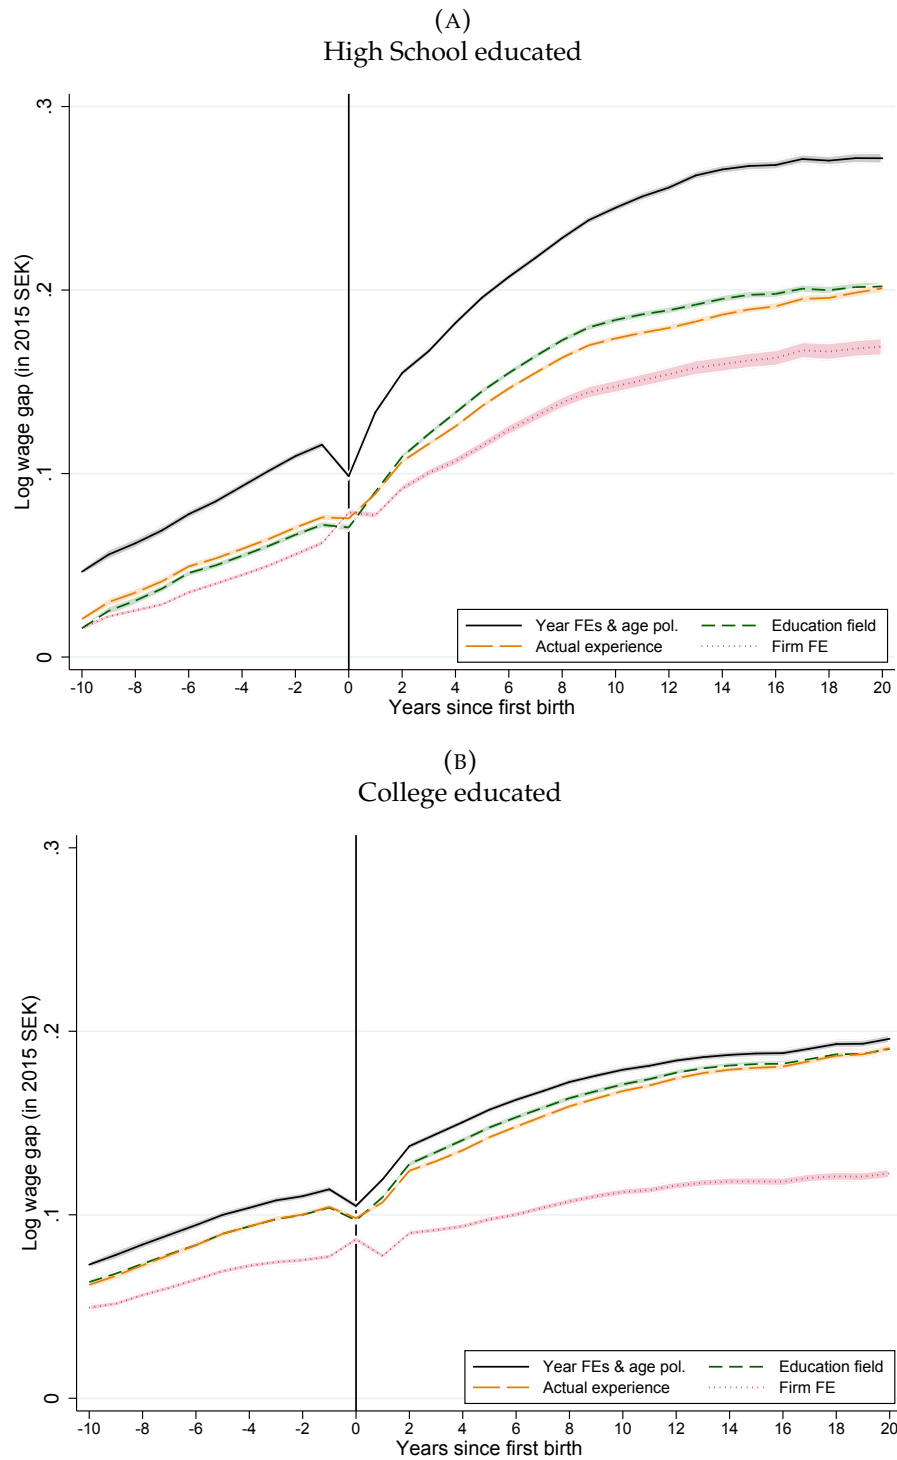 (A)
High School educated
Log wage gap (in 2015 SEK)
.3
.2
.1
0
Year FEs & age pol.
Education field
Actual experience
Firm FE
-10 -8 -6 -4 -2 0 2 4 6 8 10 12 14 16 18 20
Years since first birth
(B)
College educated
Log wage gap (in 2015 SEK)
.3
.2
.1
0
Year FEs & age pol.
Education field
Actual experience
Firm FE
-10 -8 -6 -4 -2 0 2 4 6 8 10 12 14 16 18 20
Years since first birth